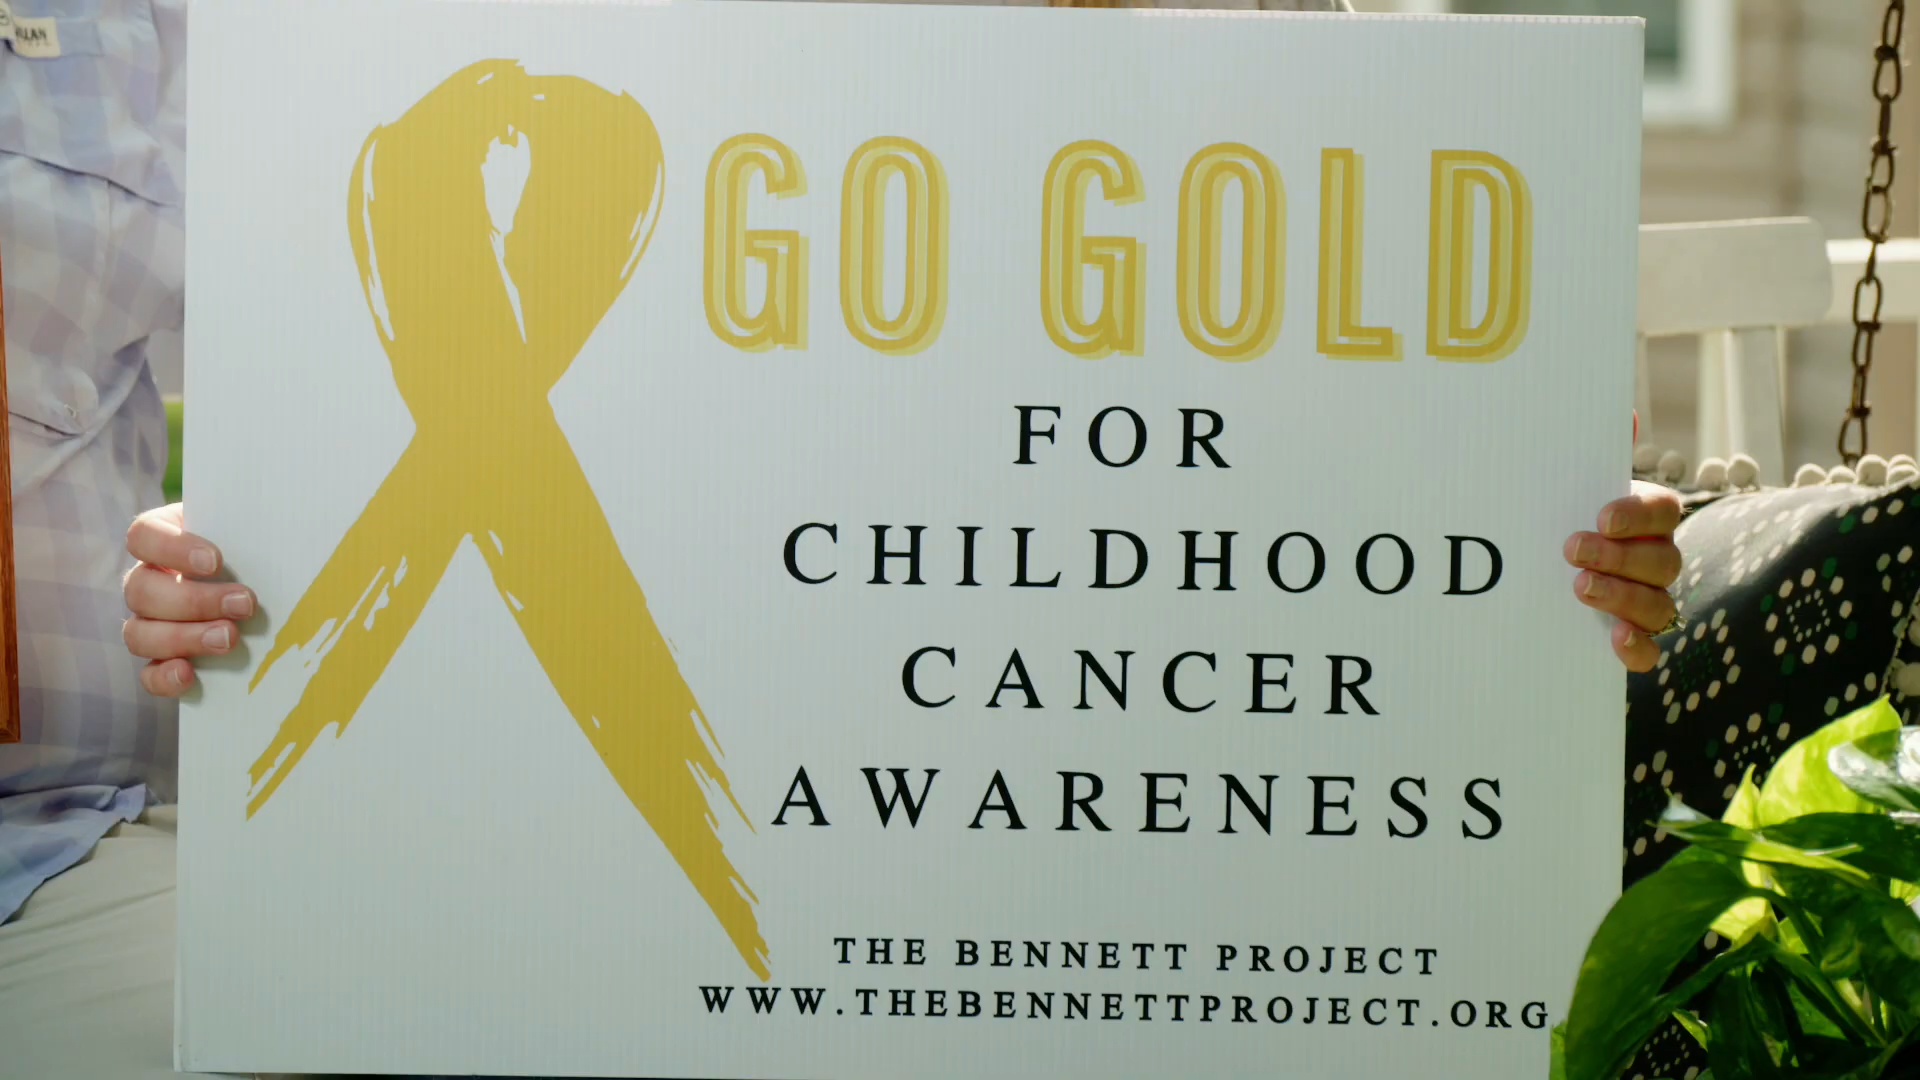 GO GOLD
FOR
CHILDHOOD
CANCER
AWARENESS
THE BENNETT PROJECT
WWW.THEBENNETTPROJECT.ORG